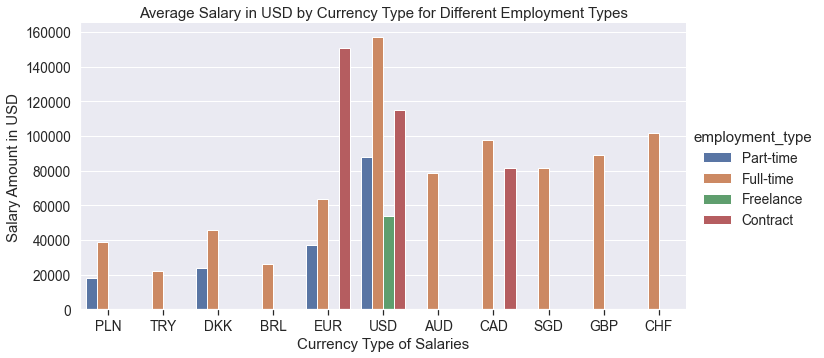 Average Salary in USD by Currency Type for Different Employment Types
160000
140000
120000
100000
80000
60000
40000
20000
0
Salary Amount in USD
PLN TRY DKK BRL EUR USD AUD CAD SGD GBP CHF
Currency Type of Salaries
employment_type
Part-time
Full-time
Freelance
Contract